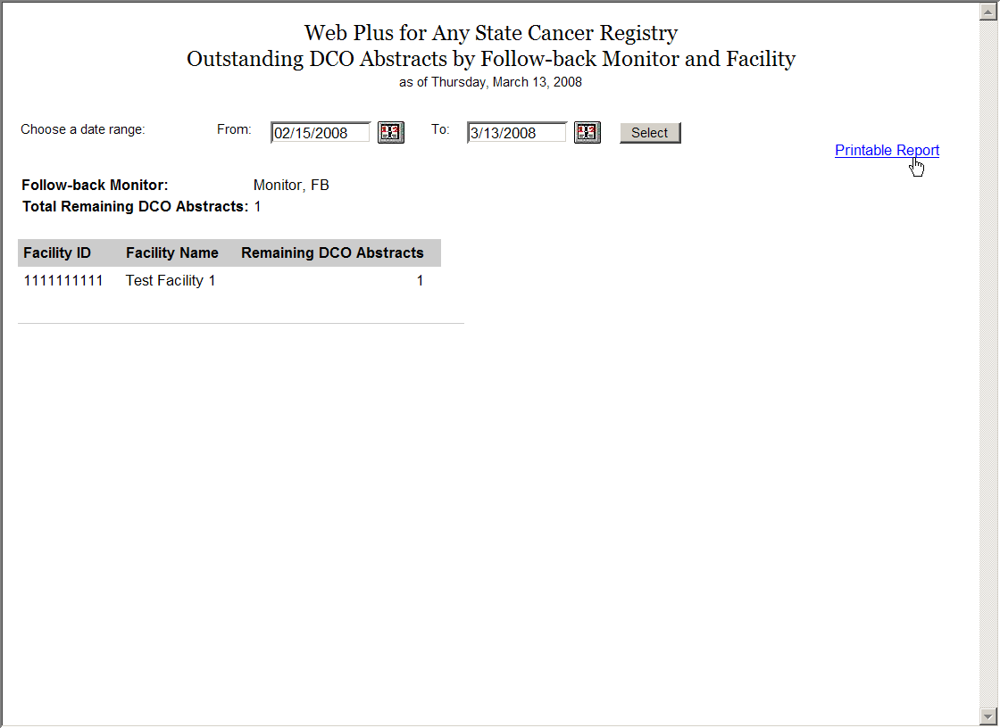 Web Plus for Any State Cancer Registry
Outstanding DCO Abstracts by Follow-back Monitor and Facility
as of Thursday, March 13, 2008
Choose a date range: From: 02/15/2008 To: 3/13/2008 Select
Printable Report
Follow-back Monitor: Monitor, FB
Total Remaining DCO Abstracts: 1
Facility ID Facility Name Remaining DCO Abstracts
1111111111 Test Facility 1 1